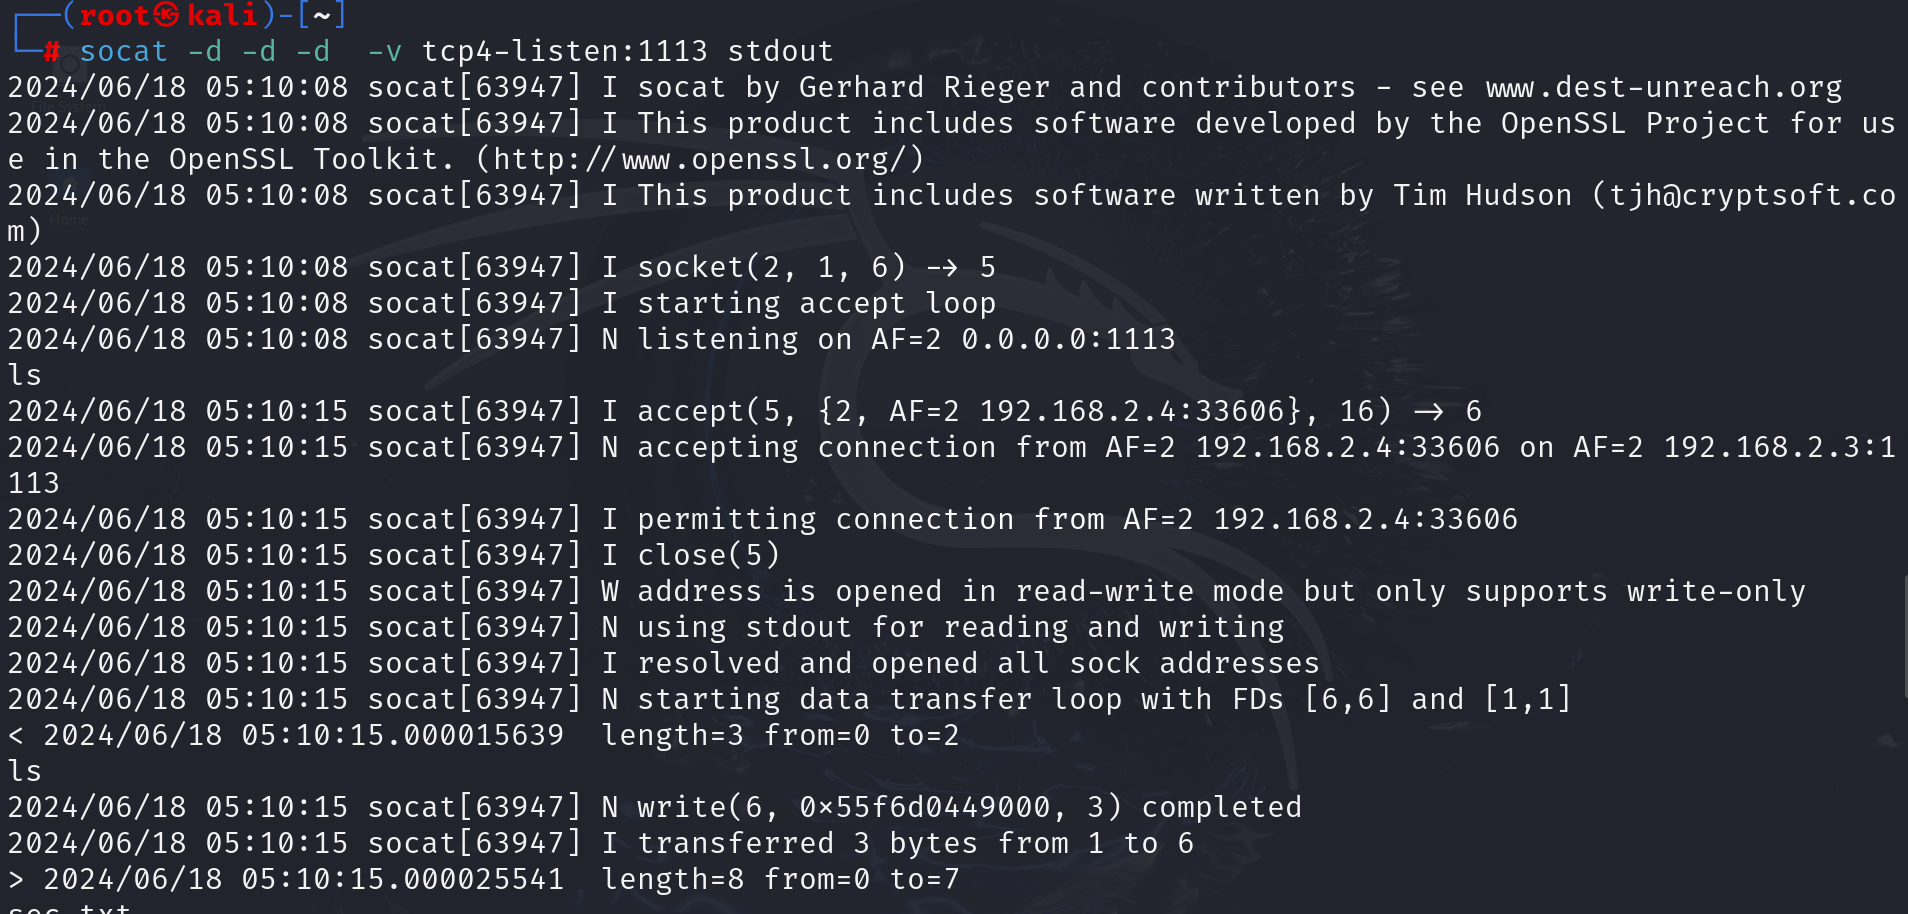 ┌──(root㉿kali)-[~]
└─# socat -d -d -d  -v tcp4-listen:1113 stdout
2024/06/18 05:10:08 socat[63947] I socat by Gerhard Rieger and contributors - see www.dest-unreach.org
2024/06/18 05:10:08 socat[63947] I This product includes software developed by the OpenSSL Project for us
e in the OpenSSL Toolkit. (http://www.openssl.org/)
2024/06/18 05:10:08 socat[63947] I This product includes software written by Tim Hudson (tjh@cryptsoft.co
m)
2024/06/18 05:10:08 socat[63947] I socket(2, 1, 6) -> 5
2024/06/18 05:10:08 socat[63947] I starting accept loop
2024/06/18 05:10:08 socat[63947] N listening on AF=2 0.0.0.0:1113
ls
2024/06/18 05:10:15 socat[63947] I accept(5, {2, AF=2 192.168.2.4:33606}, 16) -> 6
2024/06/18 05:10:15 socat[63947] N accepting connection from AF=2 192.168.2.4:33606 on AF=2 192.168.2.3:1
113
2024/06/18 05:10:15 socat[63947] I permitting connection from AF=2 192.168.2.4:33606
2024/06/18 05:10:15 socat[63947] I close(5)
2024/06/18 05:10:15 socat[63947] W address is opened in read-write mode but only supports write-only
2024/06/18 05:10:15 socat[63947] N using stdout for reading and writing
2024/06/18 05:10:15 socat[63947] I resolved and opened all sock addresses
2024/06/18 05:10:15 socat[63947] N starting data transfer loop with FDs [6,6] and [1,1]
< 2024/06/18 05:10:15.000015639  length=3 from=0 to=2
ls
2024/06/18 05:10:15 socat[63947] N write(6, 0x55f6d0449000, 3) completed
2024/06/18 05:10:15 socat[63947] I transferred 3 bytes from 1 to 6
> 2024/06/18 05:10:15.000025541  length=8 from=0 to=7
File System
Home